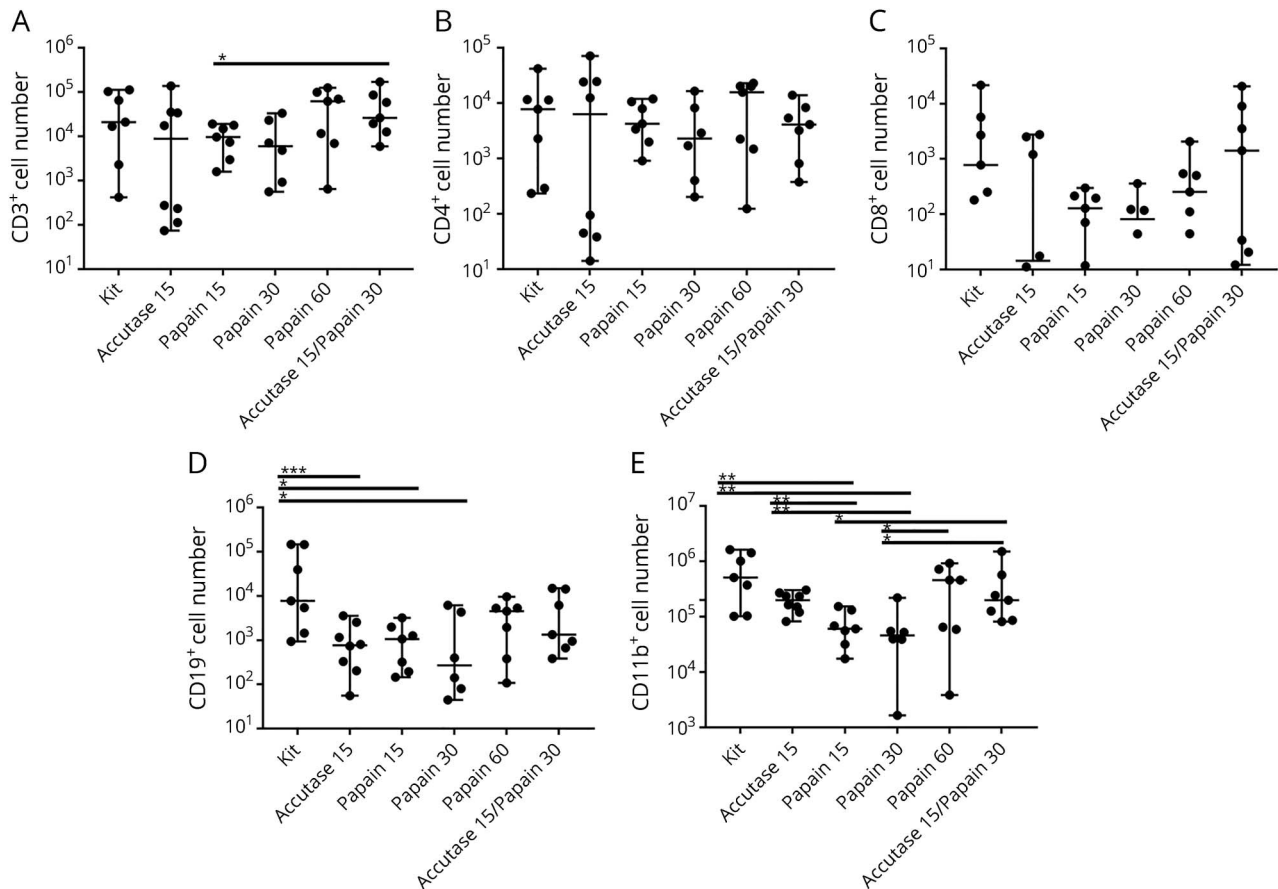 A
CD3+ cell number
10^6
10^5
10^4
10^3
10^2
10^1
*
Kit
Accutase 15
Papain 15
Papain 30
Papain 60
Accutase 15/Papain 30
B
CD4+ cell number
10^5
10^4
10^3
10^2
10^1
Kit
Accutase 15
Papain 15
Papain 30
Papain 60
Accutase 15/Papain 30
C
CD8+ cell number
10^5
10^4
10^3
10^2
10^1
Kit
Accutase 15
Papain 15
Papain 30
Papain 60
Accutase 15/Papain 30
D
***
*
*
CD19+ cell number
10^6
10^5
10^4
10^3
10^2
10^1
Kit
Accutase 15
Papain 15
Papain 30
Papain 60
Accutase 15/Papain 30
E
**
**
**
**
*
*
*
CD11b+ cell number
10^7
10^6
10^5
10^4
10^3
Kit
Accutase 15
Papain 15
Papain 30
Papain 60
Accutase 15/Papain 30